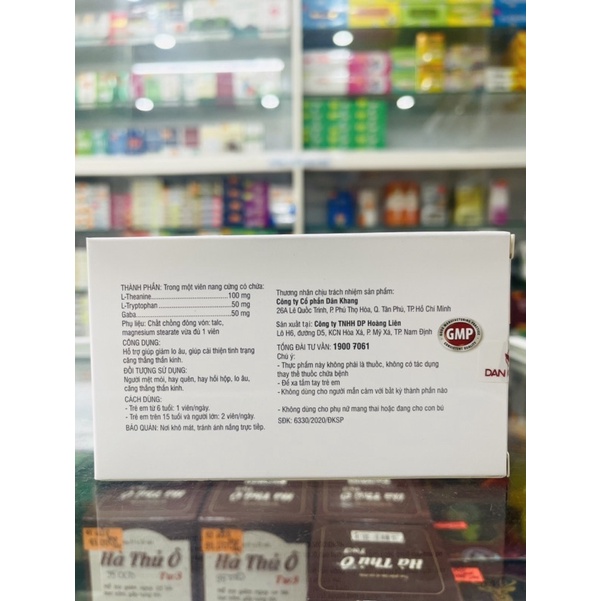 THÀNH PHẦN: Trong một viên nang cứng có chứa:
L-Theanine 100 mg
L-Tryptophan 50 mg
Gaba 50 mg
Phụ liệu: Chất chống đông vón: talc,
magnesium stearate vừa đủ 1 viên
CÔNG DỤNG:
Hỗ trợ giúp giảm lo âu, giúp cải thiện tình trạng
căng thẳng thần kinh.
ĐỐI TƯỢNG SỬ DỤNG:
Người mệt mỏi, hay quên, hay hồi hộp, lo âu,
căng thẳng thần kinh.
CÁCH DÙNG:
- Trẻ em từ 6 tuổi: 1 viên/ngày.
- Trẻ em trên 15 tuổi và người lớn: 2 viên/ngày.
BẢO QUẢN: Nơi khô mát, tránh ánh nắng trực tiếp.
Thương nhân chịu trách nhiệm sản phẩm:
Công ty Cổ phần Dân Khang
26A Lê Quốc Trinh, P. Phú Thọ Hòa, Q. Tân Phú, TP.Hồ Chí Minh
Sản xuất tại: Công ty TNHH DP Hoàng Liên
Lô H6, đường D5, KCN Hòa Xá, P. Mỹ Xá, TP. Nam Định
TỔNG ĐÀI TƯ VẤN: 1900 7061
Chú ý:
- Thực phẩm này không phải là thuốc, không có tác dụng
thay thế thuốc chữa bệnh
- Để xa tầm tay trẻ em
- Không dùng cho người mẫn cảm với bất kỳ thành phần nào
- Không dùng cho phụ nữ mang thai hoặc đang cho con bú
SĐK: 6330/2020/ĐKSP
GMP
DAN
Hà Thủ Ô
Tw3
Hà Thủ Ô
Tw3
Hà Thủ Ô
Tw3